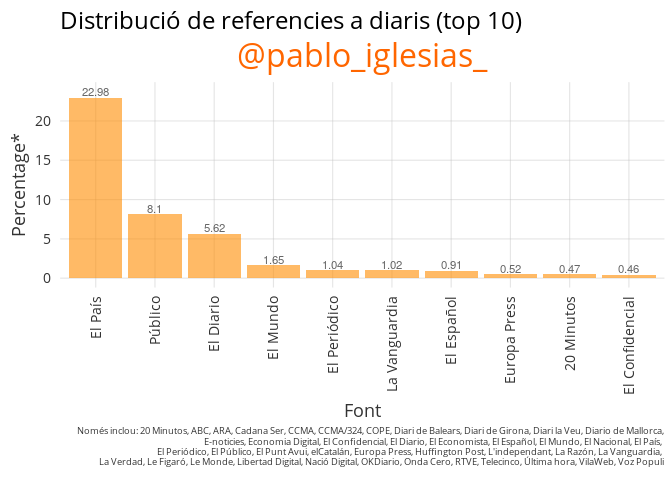 Distribució de referencies a diaris (top 10)
@pablo_iglesias_
Percentage*
20
15
10
5
0
22.98
8.1
5.62
1.65
1.04
1.02
0.91
0.52
0.47
0.46
El País
Público
El Diario
El Mundo
El Periódico
La Vanguardia
El Español
Europa Press
20 Minutos
El Confidencial
Font
Només inclou: 20 Minutos, ABC, ARA, Cadana Ser, CCMA, CCMA/324, COPE, Diari de Balears, Diari de Girona, Diari la Veu, Diario de Mallorca,
E-noticies, Economia Digital, El Confidencial, El Diario, El Economista, El Español, El Mundo, El Nacional, El País,
El Periódico, El Público, El Punt Avui, elCatalán, Europa Press, Huffington Post, L'independant, La Razón, La Vanguardia,
La Verdad, Le Figaró, Le Monde, Libertad Digital, Nació Digital, OKDiario, Onda Cero, RTVE, Telecinco, Última hora, VilaWeb, Voz Populi